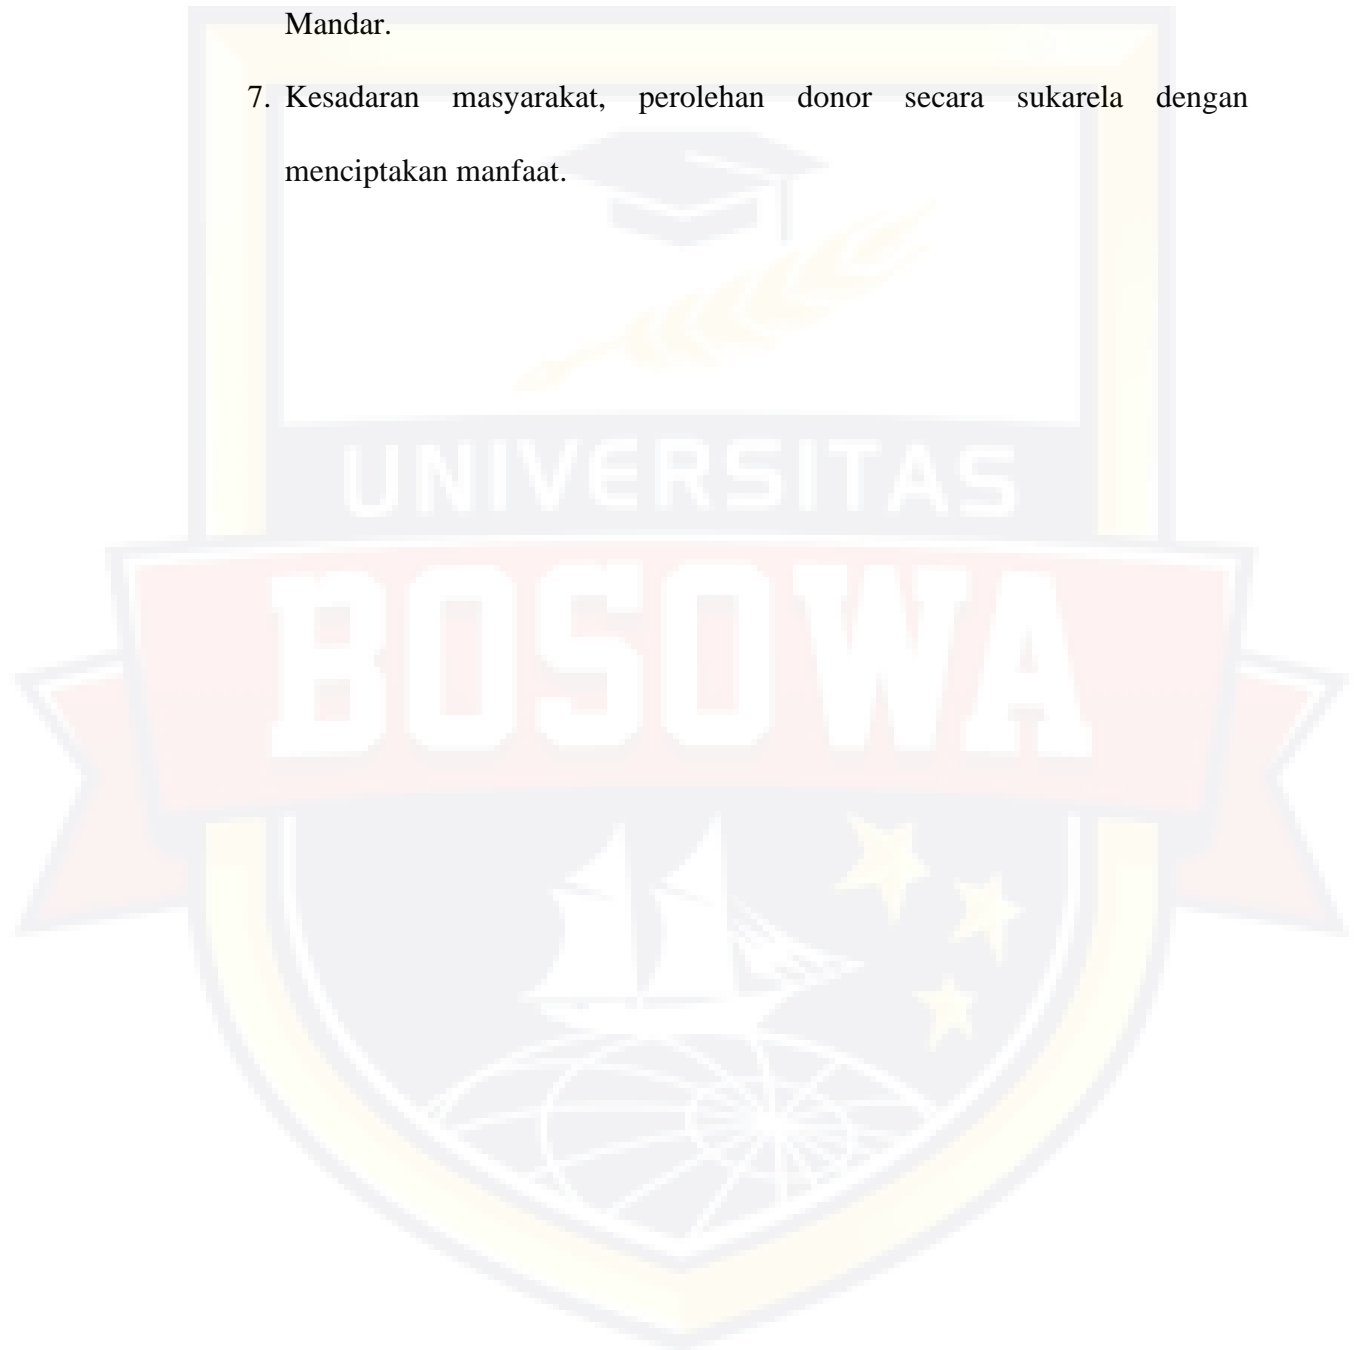 Mandar.
7. Kesadaran masyarakat, perolehan donor secara sukarela dengan
menciptakan manfaat.
UNIVERSITAS
BOSOWA